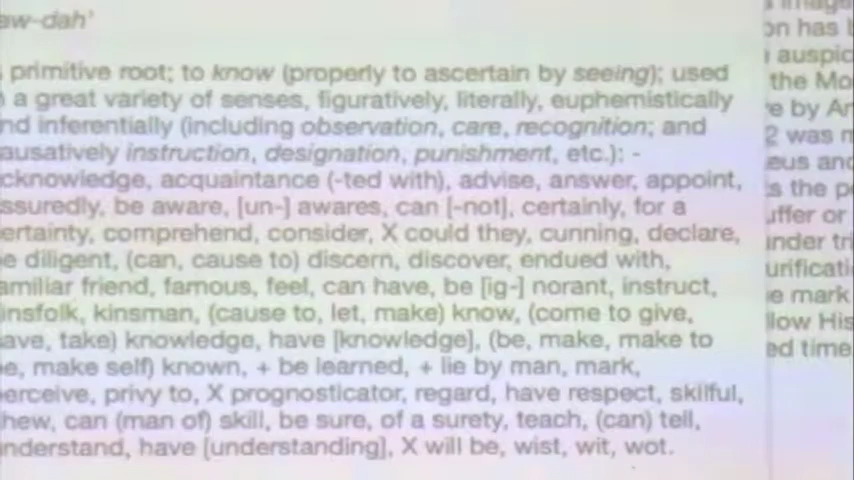 aw-dah'
primitive root; to know (properly to ascertain by seeing); used
a great variety of senses, figuratively, literally, euphemistically
nd inferentially (including observation, care, recognition; and
ausatively instruction, designation, punishment, etc.): -
cknowledge, acquaintance (-ted with), advise, answer, appoint,
ssuredly, be aware, [un-] awares, can [-not], certainly, for a
ertainty, comprehend, consider, X could they, cunning, declare,
e diligent, (can, cause to) discern, discover, endued with,
amiliar friend, famous, feel, can have, be [ig-] norant, instruct,
insfolk, kinsman, (cause to, let, make) know, (come to give,
ave, take) knowledge, have [knowledge], (be, make, make to
e, make self) known, + be learned, + lie by man, mark,
erceive, privy to, X prognosticator, regard, have respect, skilful,
hew, can (man of) skill, be sure, of a surety, teach, (can) tell,
nderstand, have [understanding], X will be, wist, wit, wot.
s image
on has b
auspic
the Mo
e by An
2 was m
eus and
s the p
uffer or
under tri
urificati
e mark
llow His
ed time